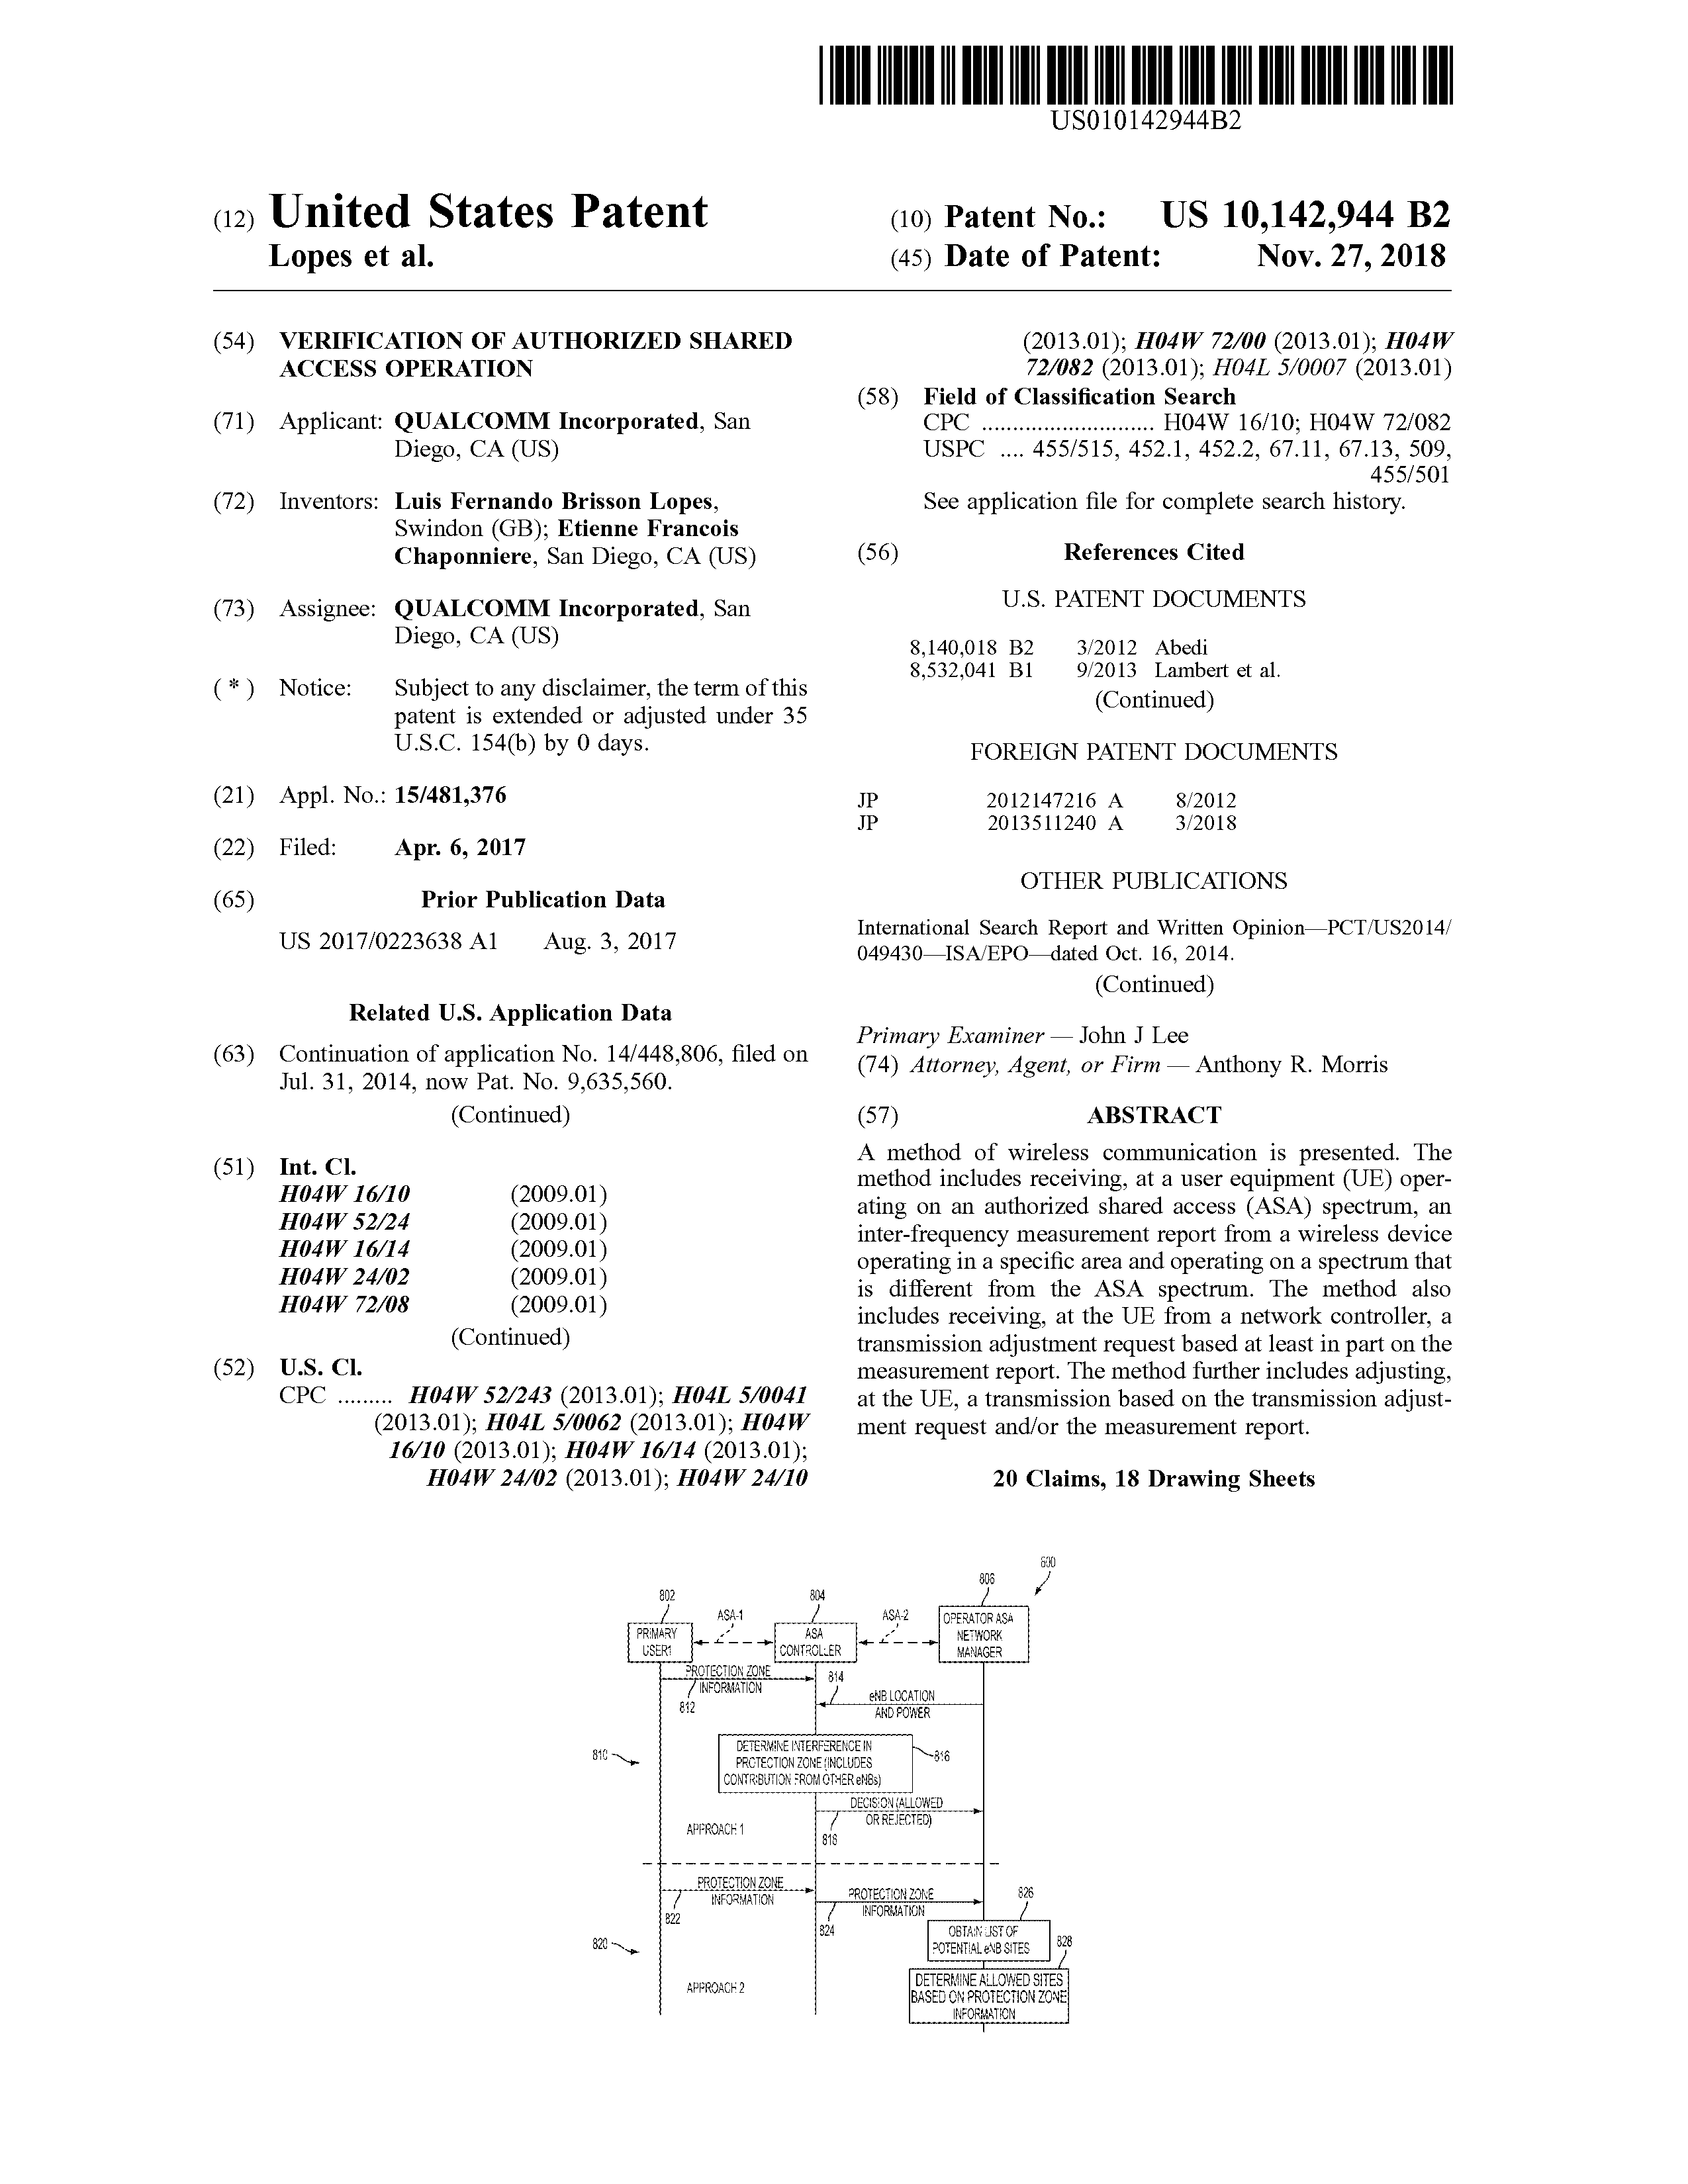 US010142944B2
(12) United States Patent
Lopes et al.
(10) Patent No.: US 10,142,944 B2
(45) Date of Patent: Nov. 27, 2018
(54) VERIFICATION OF AUTHORIZED SHARED
ACCESS OPERATION
(71) Applicant: QUALCOMM Incorporated, San
Diego, CA (US)
(72) Inventors: Luis Fernando Brisson Lopes,
Swindon (GB); Etienne Francois
Chaponniere, San Diego, CA (US)
(73) Assignee: QUALCOMM Incorporated, San
Diego, CA (US)
( * ) Notice: Subject to any disclaimer, the term of this
patent is extended or adjusted under 35
U.S.C. 154(b) by 0 days.
(21) Appl. No.: 15/481,376
(22) Filed: Apr. 6, 2017
(65) Prior Publication Data
US 2017/0223638 A1 Aug. 3, 2017
Related U.S. Application Data
(63) Continuation of application No. 14/448,806, filed on
Jul. 31, 2014, now Pat. No. 9,635,560.
(Continued)
(51) Int. Cl.
H04W 16/10 (2009.01)
H04W 52/24 (2009.01)
H04W 16/14 (2009.01)
H04W 24/02 (2009.01)
H04W 72/08 (2009.01)
(Continued)
(52) U.S. Cl.
CPC ......... H04W 52/243 (2013.01); H04L 5/0041
(2013.01); H04L 5/0062 (2013.01); H04W
16/10 (2013.01); H04W 16/14 (2013.01);
H04W 24/02 (2013.01); H04W 24/10
(2013.01); H04W 72/00 (2013.01); H04W
72/082 (2013.01); H04L 5/0007 (2013.01)
(58) Field of Classification Search
CPC ............................ H04W 16/10; H04W 72/082
USPC .... 455/515, 452.1, 452.2, 67.11, 67.13, 509,
455/501
See application file for complete search history.
(56) References Cited
U.S. PATENT DOCUMENTS
8,140,018 B2 3/2012 Abedi
8,532,041 B1 9/2013 Lambert et al.
(Continued)
FOREIGN PATENT DOCUMENTS
JP 2012147216 A 8/2012
JP 2013511240 A 3/2018
OTHER PUBLICATIONS
International Search Report and Written Opinion—PCT/US2014/
049430—ISA/EPO—dated Oct. 16, 2014.
(Continued)
Primary Examiner — John J Lee
(74) Attorney, Agent, or Firm — Anthony R. Morris
(57) ABSTRACT
A method of wireless communication is presented. The
method includes receiving, at a user equipment (UE) oper-
ating on an authorized shared access (ASA) spectrum, an
inter-frequency measurement report from a wireless device
operating in a specific area and operating on a spectrum that
is different from the ASA spectrum. The method also
includes receiving, at the UE from a network controller, a
transmission adjustment request based at least in part on the
measurement report. The method further includes adjusting,
at the UE, a transmission based on the transmission adjust-
ment request and/or the measurement report.
20 Claims, 18 Drawing Sheets
800
802
804
806
PRIMARY
USER1
ASA-1
ASA
CONTROLLER
ASA-2
OPERATOR ASA
NETWORK
MANAGER
PROTECTION ZONE
INFORMATION
812
814
eNB LOCATION
AND POWER
810
DETERMINE INTERFERENCE IN
PROTECTION ZONE (INCLUDES
CONTRIBUTION FROM OTHER eNBs)
816
DECISION (ALLOWED
OR REJECTED)
818
APPROACH 1
PROTECTION ZONE
INFORMATION
822
PROTECTION ZONE
INFORMATION
824
826
OBTAIN LIST OF
POTENTIAL eNB SITES
828
820
DETERMINE ALLOWED SITES
BASED ON PROTECTION ZONE
INFORMATION
APPROACH 2